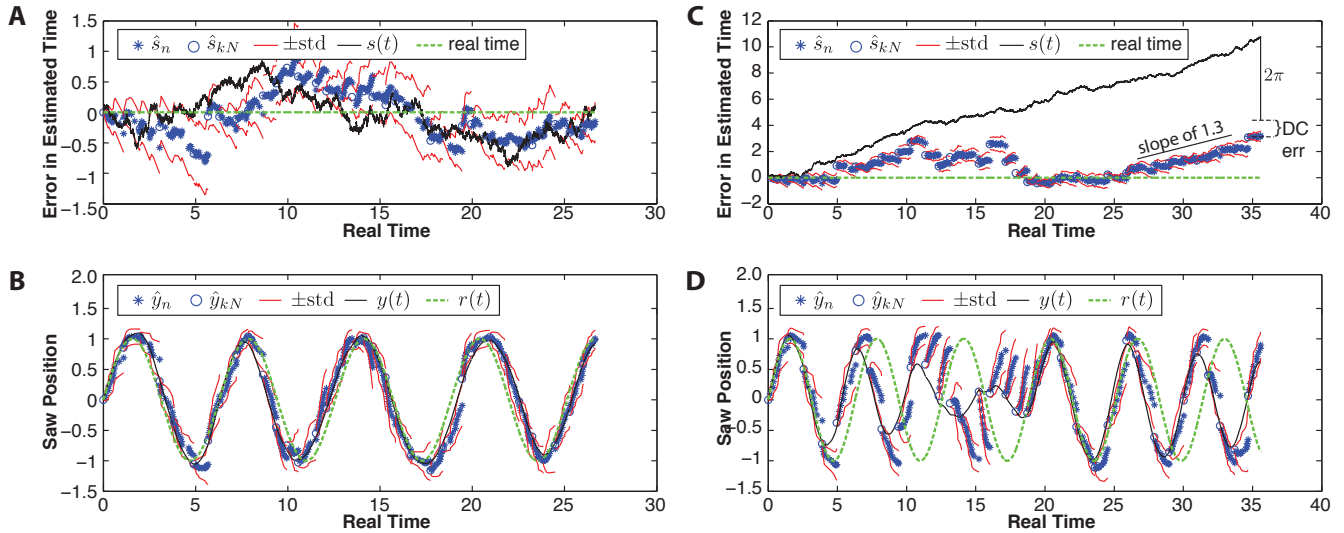 A
Error in Estimated Time
1.5
1
0.5
0
−0.5
−1
−1.5
ŝₙ ŝₖN ±std s(t) real time
0 5 10 15 20 25 30
Real Time
B
Saw Position
2.0
1.5
1.0
0.5
0
−0.5
−1
−1.5
ŷₙ ŷₖN ±std y(t) r(t)
0 5 10 15 20 25 30
Real Time
C
Error in Estimated Time
12
10
8
6
4
2
0
−2
ŝₙ ŝₖN ±std s(t) real time
2π
slope of 1.3
DC
err
0 5 10 15 20 25 30 35 40
Real Time
D
Saw Position
2.0
1.5
1.0
0.5
0
−0.5
−1
−1.5
ŷₙ ŷₖN ±std y(t) r(t)
0 5 10 15 20 25 30 35 40
Real Time